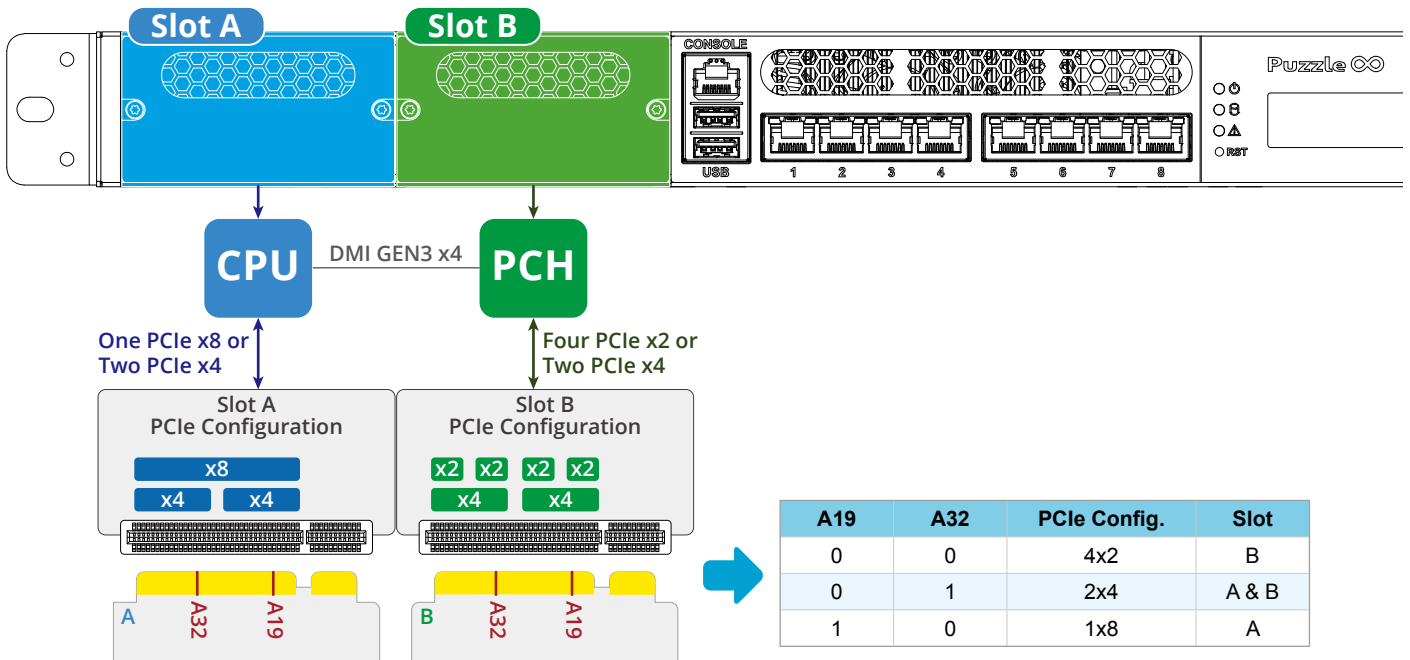 Slot A
Slot B
CONSOLE
USB
1 2 3 4 5 6 7 8
RST
Puzzle
CPU
DMI GEN3 x4
PCH
One PCIe x8 or
Two PCIe x4
Four PCIe x2 or
Two PCIe x4
Slot A
PCIe Configuration
x8
x4 x4
Slot B
PCIe Configuration
x2 x2 x2 x2
x4 x4
A
A32
A19
B
A32
A19
A19 A32 PCIe Config. Slot
0 0 4x2 B
0 1 2x4 A & B
1 0 1x8 A